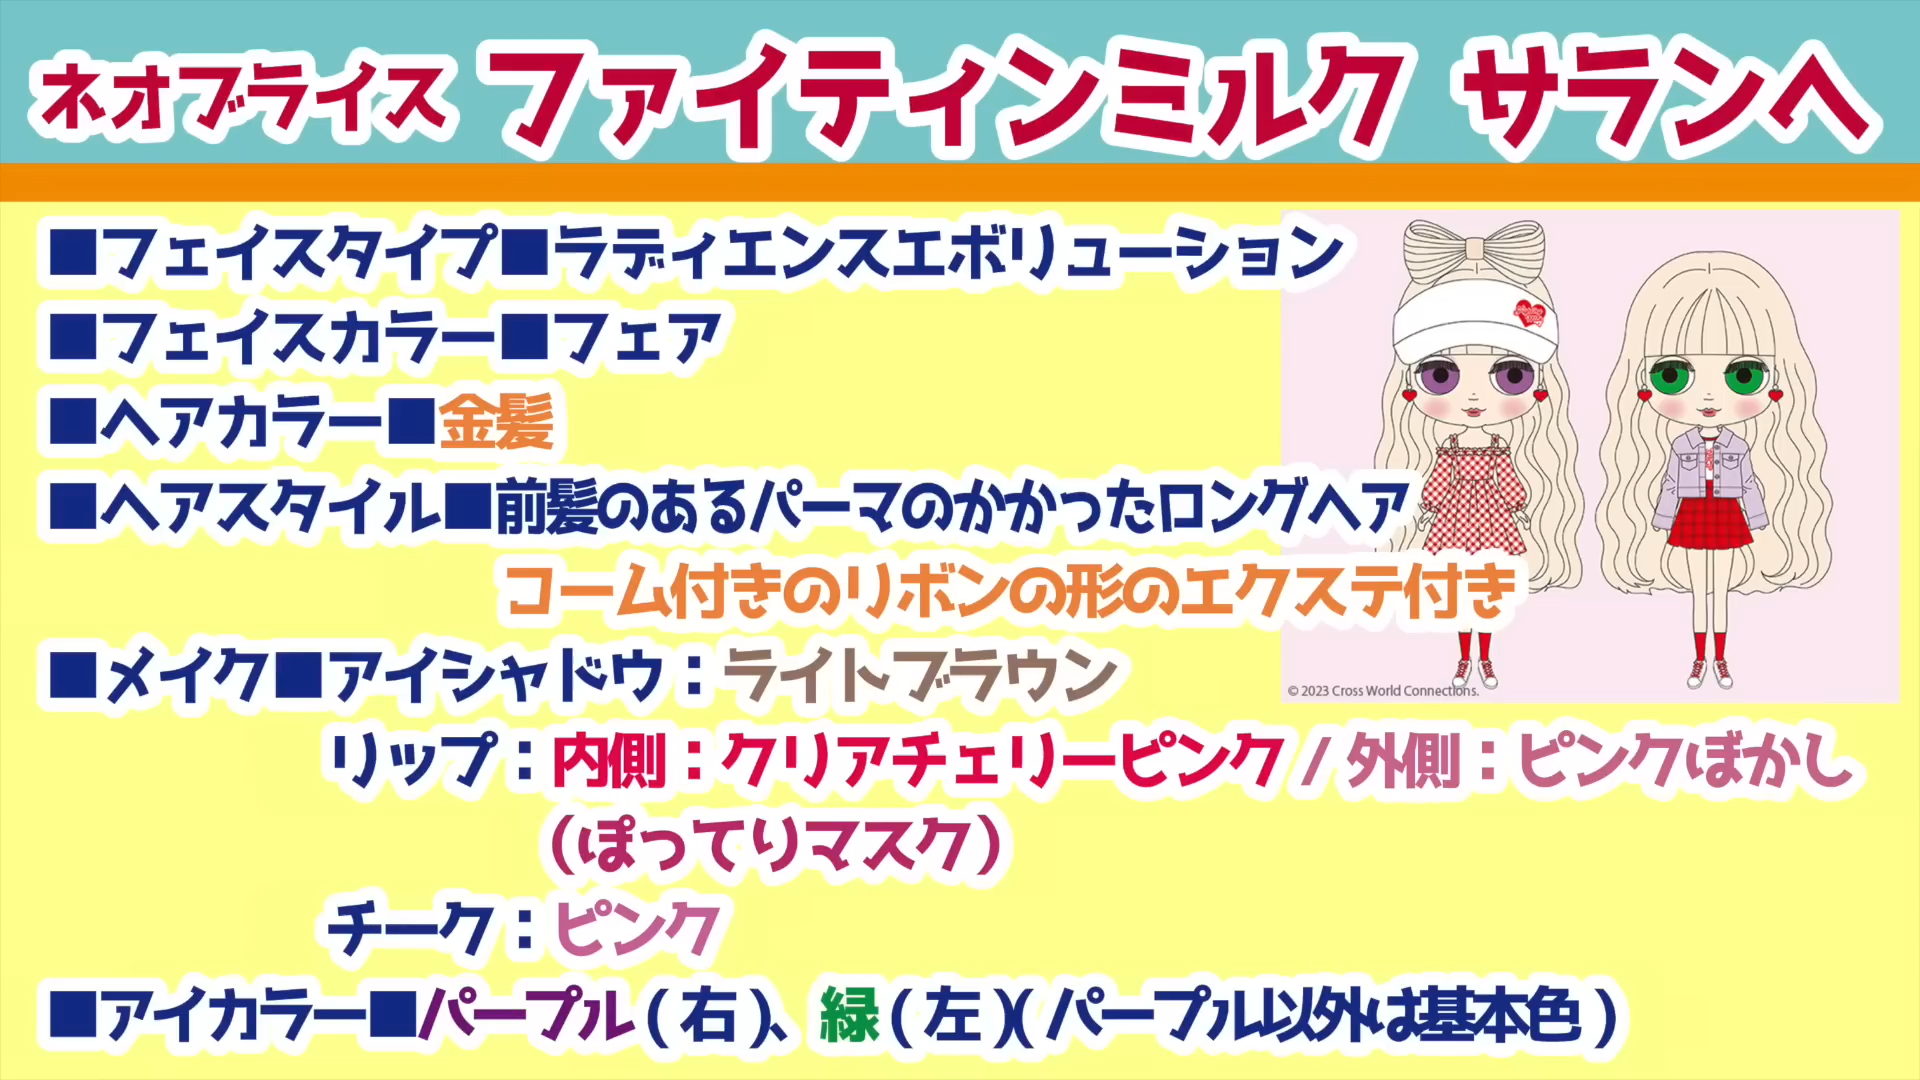 ネオブライス ファイティンミルク サランヘ
■フェイスタイプ■ラディエンスエボリューション
■フェイスカラー■フェア
■ヘアカラー■金髪
■ヘアスタイル■前髪のあるパーマのかかったロングヘア
コーム付きのリボンの形のエクステ付き
■メイク■アイシャドウ：ライトブラウン
リップ：内側：クリアチェリーピンク / 外側：ピンクぼかし
（ぽってりマスク）
チーク：ピンク
■アイカラー■パープル(右)、緑(左)(パープル以外は基本色)
© 2023 Cross World Connections.